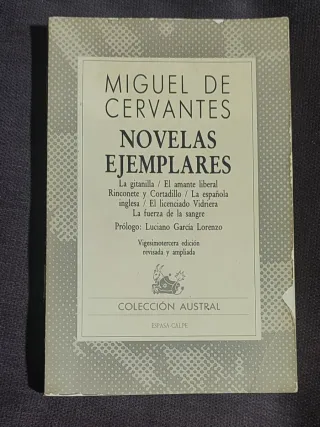 MIGUEL DE
CERVANTES
NOVELAS
EJEMPLARES
La gitanilla / El amante liberal
Rinconete y Cortadillo / La española
inglesa / El licenciado Vidriera
La fuerza de la sangre
Prólogo: Luciano García Lorenzo
Vigesimotercera edición
revisada y ampliada
COLECCIÓN AUSTRAL
ESPASA-CALPE